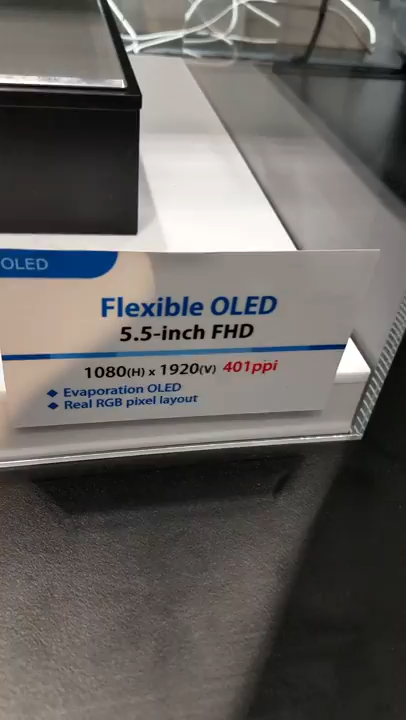 OLED
Flexible OLED
5.5-inch FHD
1080(H) x 1920(V) 401ppi
◆ Evaporation OLED
◆ Real RGB pixel layout